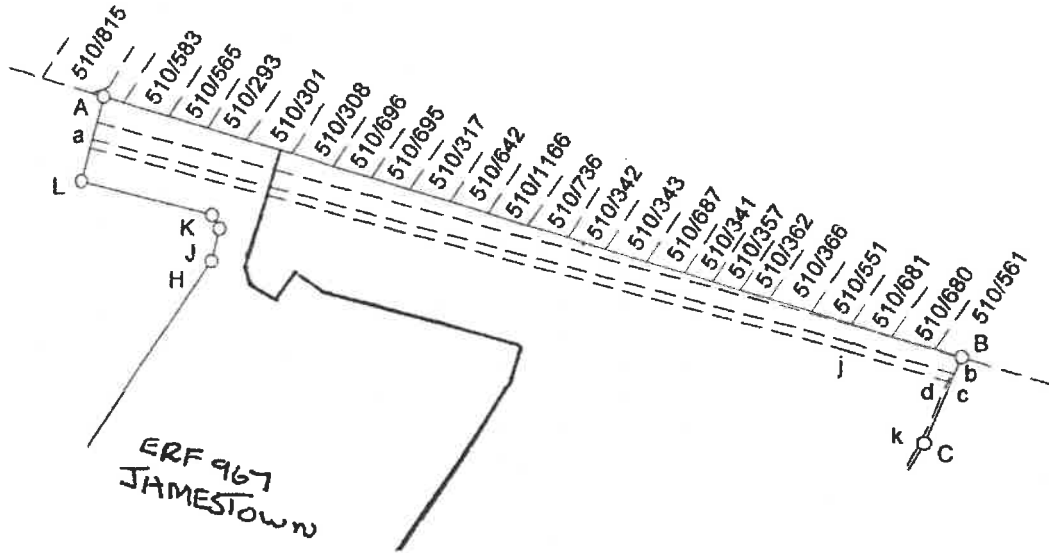 510/815
510/583
510/565
510/293
510/301
510/308
510/696
510/695
510/317
510/642
510/1166
510/736
510/342
510/343
510/687
510/341
510/357
510/362
510/366
510/551
510/681
510/680
510/561
A
a
L
K
J
H
B
b
j
d c
k C
ERF 967
JAMESTOWN